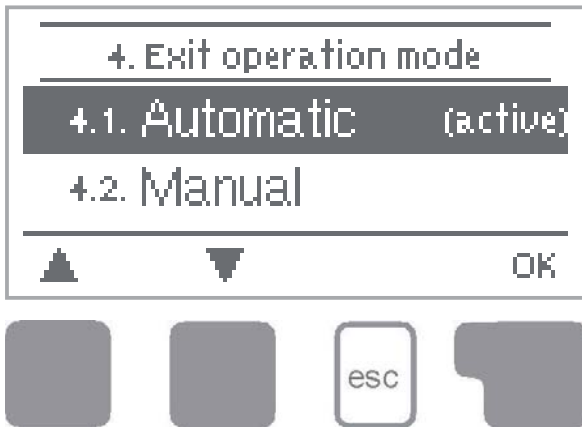 4. Exit operation mode
4.1. Automatic (active)
4.2. Manual
▲ ▼ OK
esc